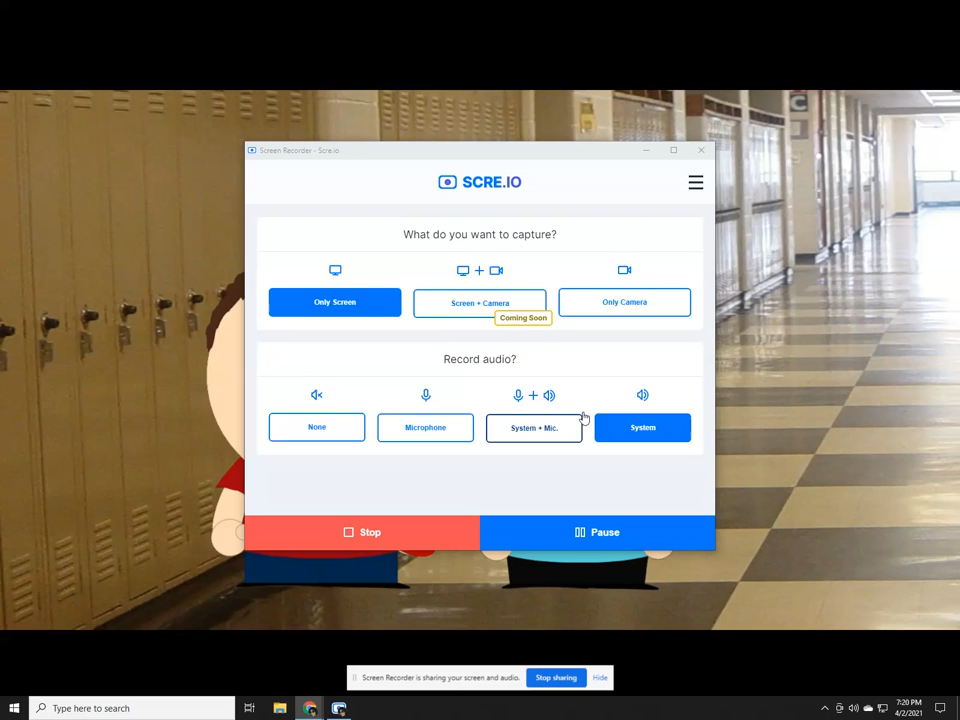 Screen Recorder - Scre.io
SCRE.IO
What do you want to capture?
Only Screen
Screen + Camera
Only Camera
Coming Soon
Record audio?
None
Microphone
System + Mic.
System
Stop
Pause
Screen Recorder is sharing your screen and audio.
Stop sharing
Hide
Type here to search
7:20 PM
4/2/2021